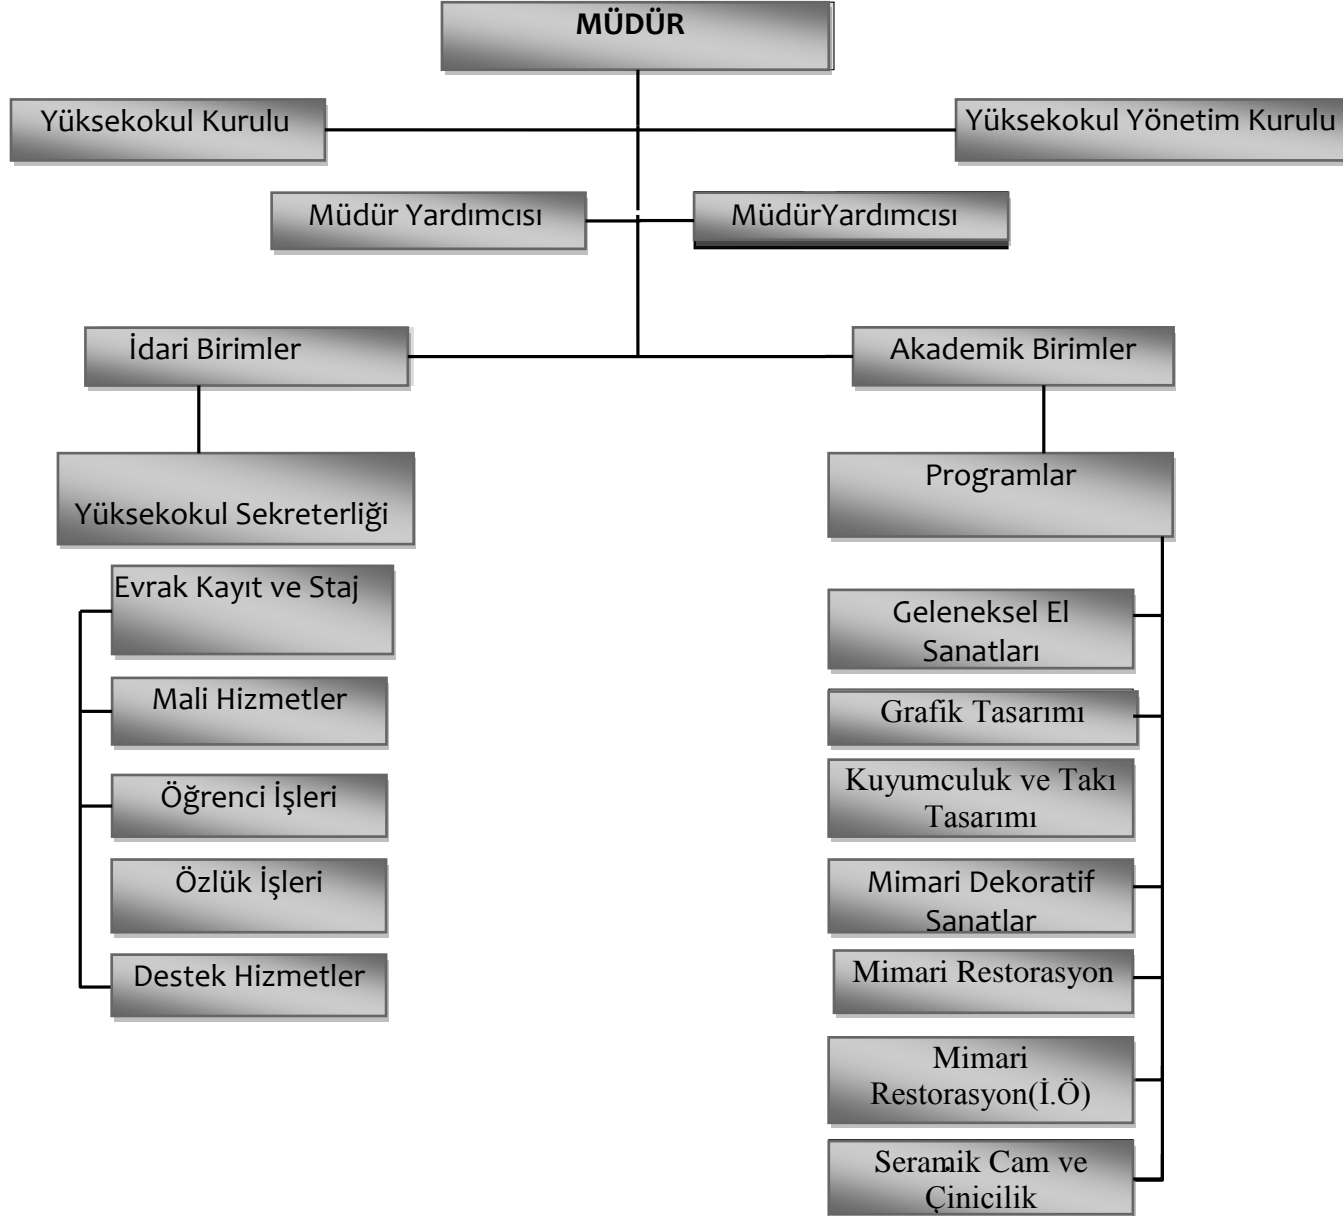 MÜDÜR
Yüksekokul Kurulu
Yüksekokul Yönetim Kurulu
Müdür Yardımcısı
MüdürYardımcısı
İdari Birimler
Akademik Birimler
Yüksekokul Sekreterliği
Programlar
Evrak Kayıt ve Staj
Mali Hizmetler
Öğrenci İşleri
Özlük İşleri
Destek Hizmetler
Geleneksel El
Sanatları
Grafik Tasarımı
Kuyumculuk ve Takı
Tasarımı
Mimari Dekoratif
Sanatlar
Mimari Restorasyon
Mimari
Restorasyon(İ.Ö)
Seramik Cam ve
Çinicilik